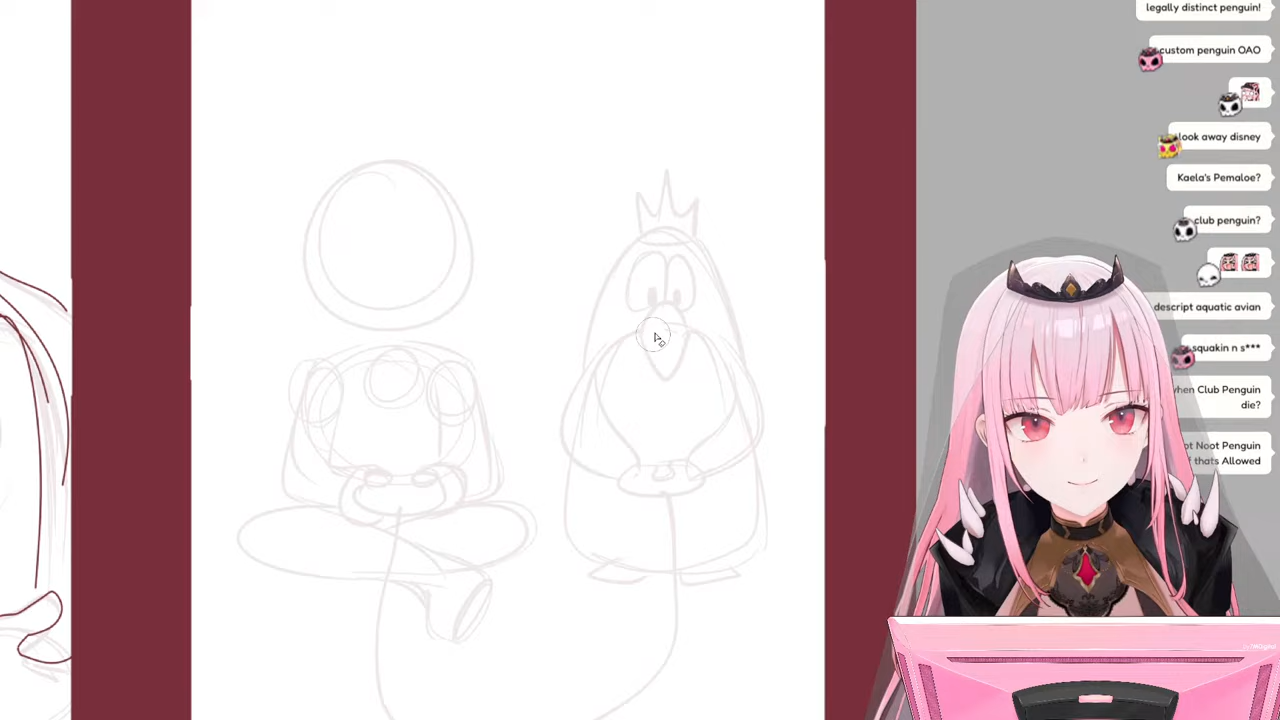 legally distinct penguin!
custom penguin OAO
look away disney
Kaela's Pemaloe?
club penguin?
descript aquatic avian
squakin n s***
when Club Penguin
die?
ot Noot Penguin
f thats Allowed